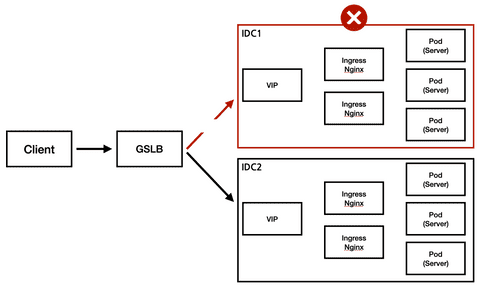 Client
GSLB
IDC1
VIP
Ingress
Nginx
Ingress
Nginx
Pod
(Server)
Pod
(Server)
Pod
(Server)
IDC2
VIP
Ingress
Nginx
Ingress
Nginx
Pod
(Server)
Pod
(Server)
Pod
(Server)